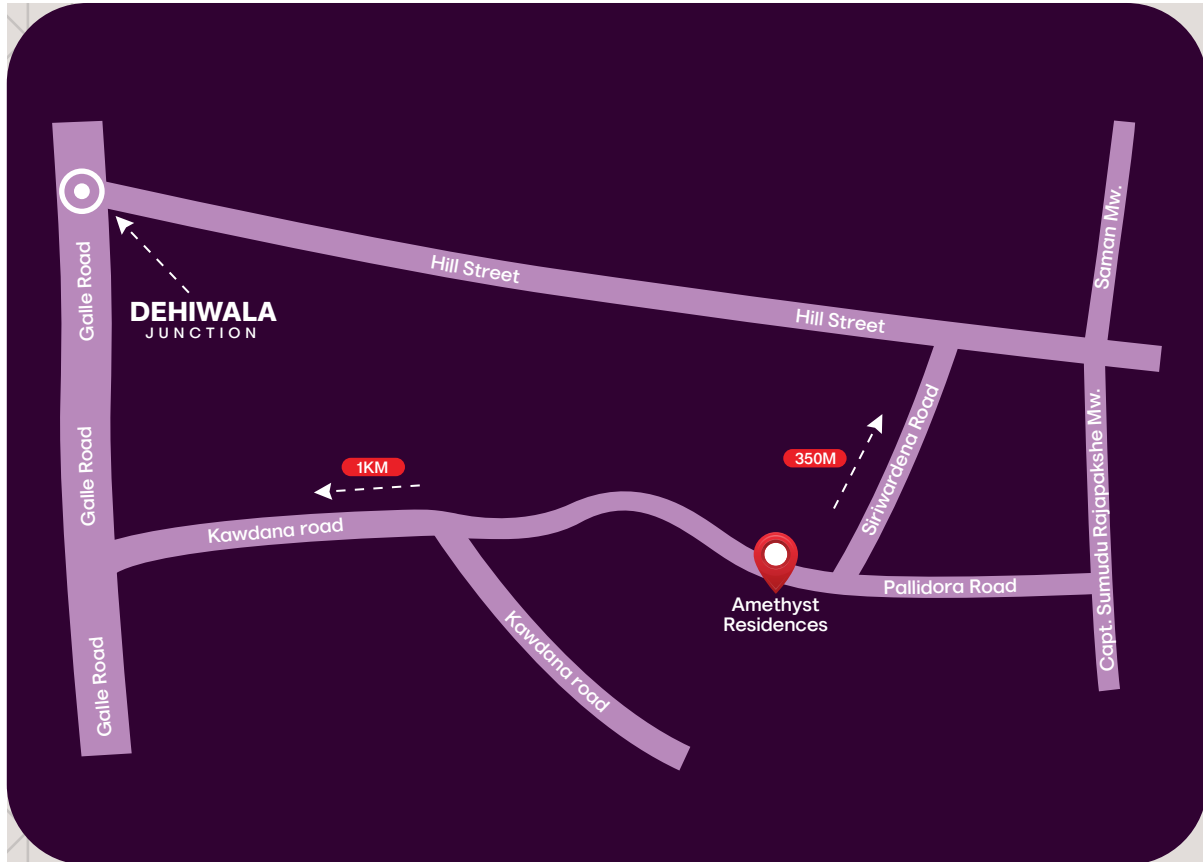 Saman Mw.
Galle Road
Hill Street
DEHIWALA
JUNCTION
Hill Street
Galle Road
1KM
350M
Siriwardena Road
Capt. Sumudu Rajapakshe Mw.
Kawdana road
Pallidora Road
Amethyst
Residences
Kawdana road
Galle Road